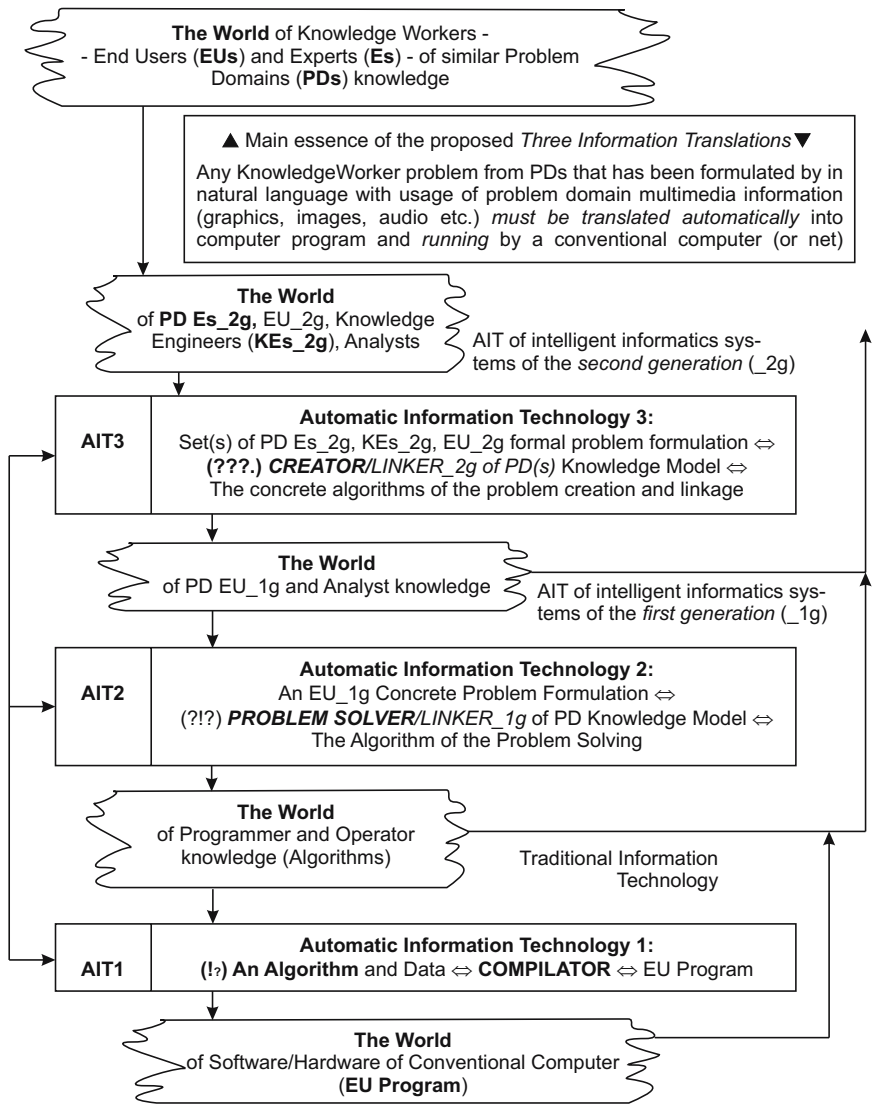 The World of Knowledge Workers -
- End Users (EUs) and Experts (Es) - of similar Problem
Domains (PDs) knowledge
▲ Main essence of the proposed Three Information Translations ▼
Any KnowledgeWorker problem from PDs that has been formulated by in
natural language with usage of problem domain multimedia information
(graphics, images, audio etc.) must be translated automatically into
computer program and running by a conventional computer (or net)
The World
of PD Es_2g, EU_2g, Knowledge
Engineers (KEs_2g), Analysts
AIT of intelligent informatics sys-
tems of the second generation (_2g)
AIT3
Automatic Information Technology 3:
Set(s) of PD Es_2g, KEs_2g, EU_2g formal problem formulation ⇔
(???.) CREATOR/LINKER_2g of PD(s) Knowledge Model ⇔
The concrete algorithms of the problem creation and linkage
The World
of PD EU_1g and Analyst knowledge
AIT of intelligent informatics sys-
tems of the first generation (_1g)
AIT2
Automatic Information Technology 2:
An EU_1g Concrete Problem Formulation ⇔
(?!?) PROBLEM SOLVER/LINKER_1g of PD Knowledge Model ⇔
The Algorithm of the Problem Solving
The World
of Programmer and Operator
knowledge (Algorithms)
Traditional Information
Technology
AIT1
Automatic Information Technology 1:
(!?) An Algorithm and Data ⇔ COMPILATOR ⇔ EU Program
The World
of Software/Hardware of Conventional Computer
(EU Program)